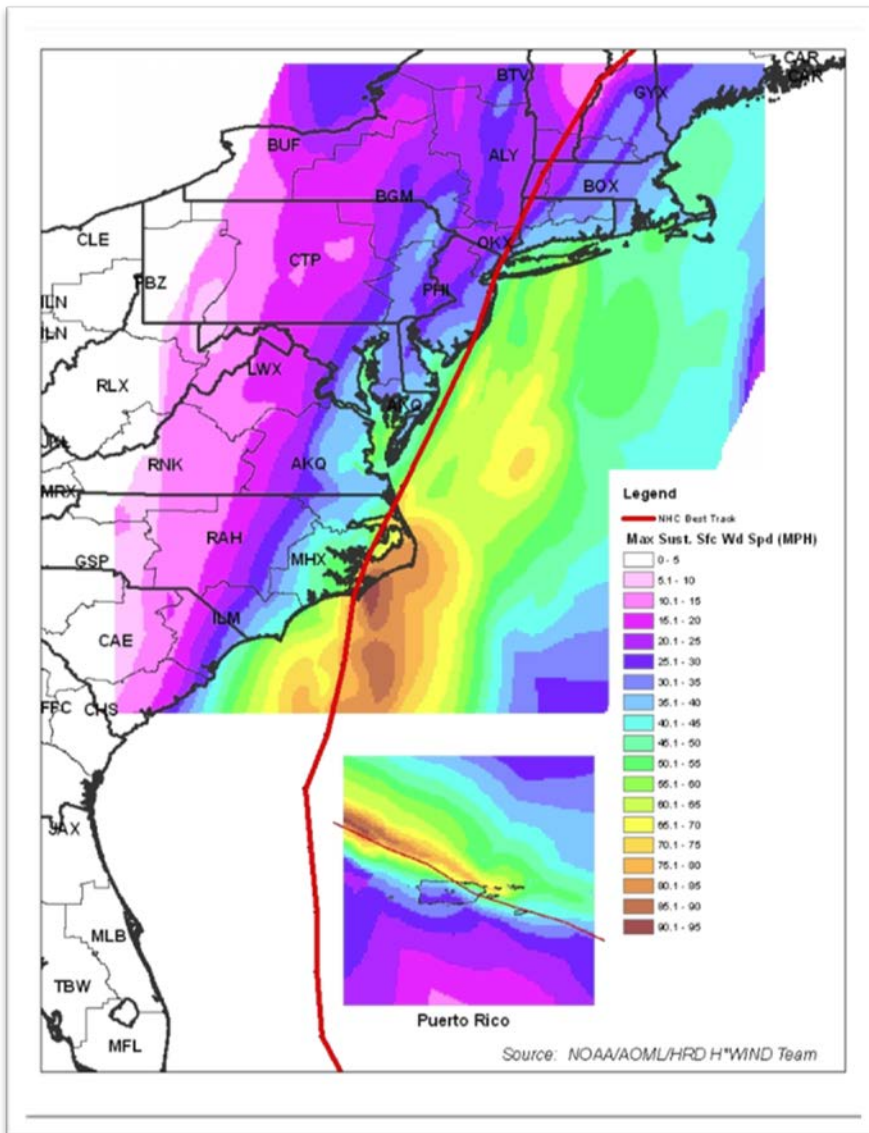 CAR
CAR
BTV
GYX
BUF
ALY
BOX
BGM
CLE
OKX
CTP
PBZ
PHI
ILN
ILN
LWX
RLX
AKQ
RNK
AKQ
MRX
RAH
MHX
GSP
ILM
CAE
FFC
CHS
JAX
MLB
TBW
MFL
Legend
NHC Best Track
Max Sust. Sfc Wd Spd (MPH)
0 - 5
5.1 - 10
10.1 - 15
15.1 - 20
20.1 - 25
25.1 - 30
30.1 - 35
35.1 - 40
40.1 - 45
45.1 - 50
50.1 - 55
55.1 - 60
60.1 - 65
65.1 - 70
70.1 - 75
75.1 - 80
80.1 - 85
85.1 - 90
90.1 - 95
Puerto Rico
Source: NOAA/AOML/HRD H*WIND Team